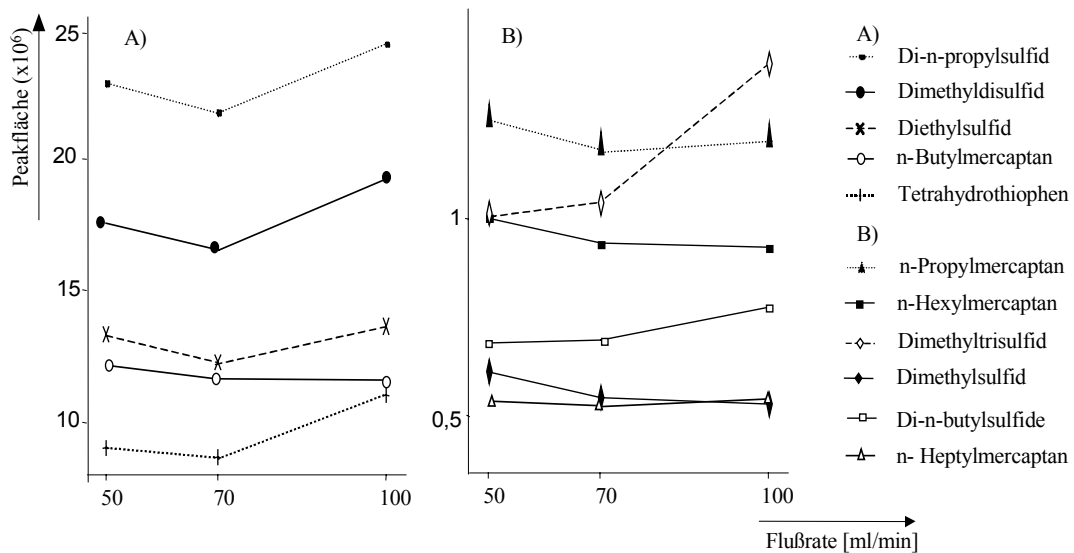 Peakfläche (x10⁶)
25
20
15
10
A)
50
70
100
B)
1
0,5
50
70
100
Flußrate [ml/min]
A)
Di-n-propylsulfid
Dimethyldisulfid
Diethylsulfid
n-Butylmercaptan
Tetrahydrothiophen
B)
n-Propylmercaptan
n-Hexylmercaptan
Dimethyltrisulfid
Dimethylsulfid
Di-n-butylsulfide
n- Heptylmercaptan